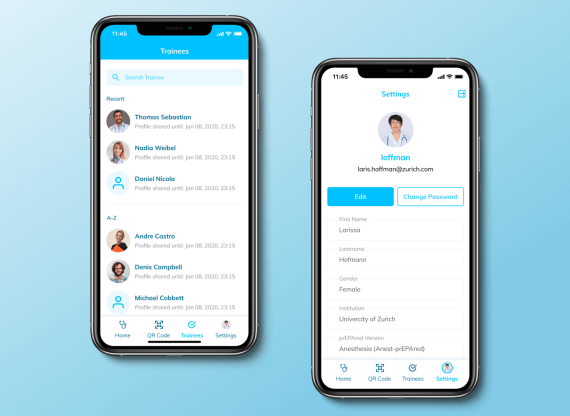 11:45
Trainees
Search Trainee
Recent
Thomas Sebastian
Profile shared until: Jan 08, 2020, 23:15
Nadia Weibel
Profile shared until: Jan 08, 2020, 23:15
Daniel Nicola
Profile shared until: Jan 08, 2020, 23:15
A-Z
Andre Castro
Profile shared until: Jan 08, 2020, 23:15
Denis Campbell
Profile shared until: Jan 08, 2020, 23:15
Michael Cobbett
Profile shared until: Jan 08, 2020, 23:15
Home QR Code Trainees Settings
11:45
Settings
loffman
laris.hofman@zurich.com
Edit Change Password
First Name
Larissa
Lastname
Hofmann
Gender
Female
Institution
Univercity of Zurich
prEPAred Version
Anesthesia (Anest-prEPAred)
Home QR Code Trainees Settings